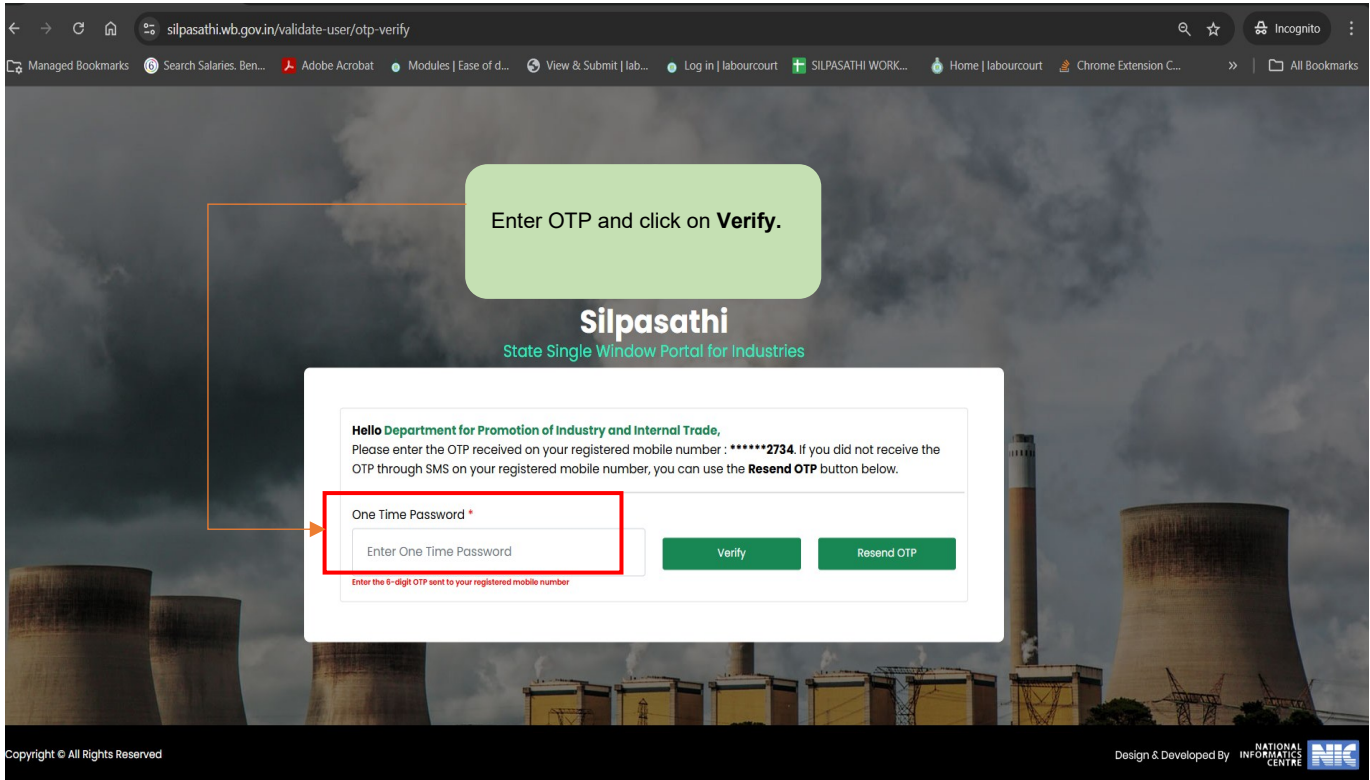 silpasathi.wb.gov.in/validate-user/otp-verify
Incognito
Managed Bookmarks
Search Salaries. Ben...
Adobe Acrobat
Modules | Ease of d...
View & Submit | lab...
Log in | labourcourt
SILPASATHI WORK...
Home | labourcourt
Chrome Extension C...
»
All Bookmarks
Enter OTP and click on Verify.
Silpasathi
State Single Window Portal for Industries
Hello Department for Promotion of Industry and Internal Trade,
Please enter the OTP received on your registered mobile number : ******2734. If you did not receive the
OTP through SMS on your registered mobile number, you can use the Resend OTP button below.
One Time Password *
Enter One Time Password
Verify
Resend OTP
Enter the 6-digit OTP sent to your registered mobile number
Copyright © All Rights Reserved
Design & Developed By
NATIONAL
INFORMATICS
CENTRE
NIC